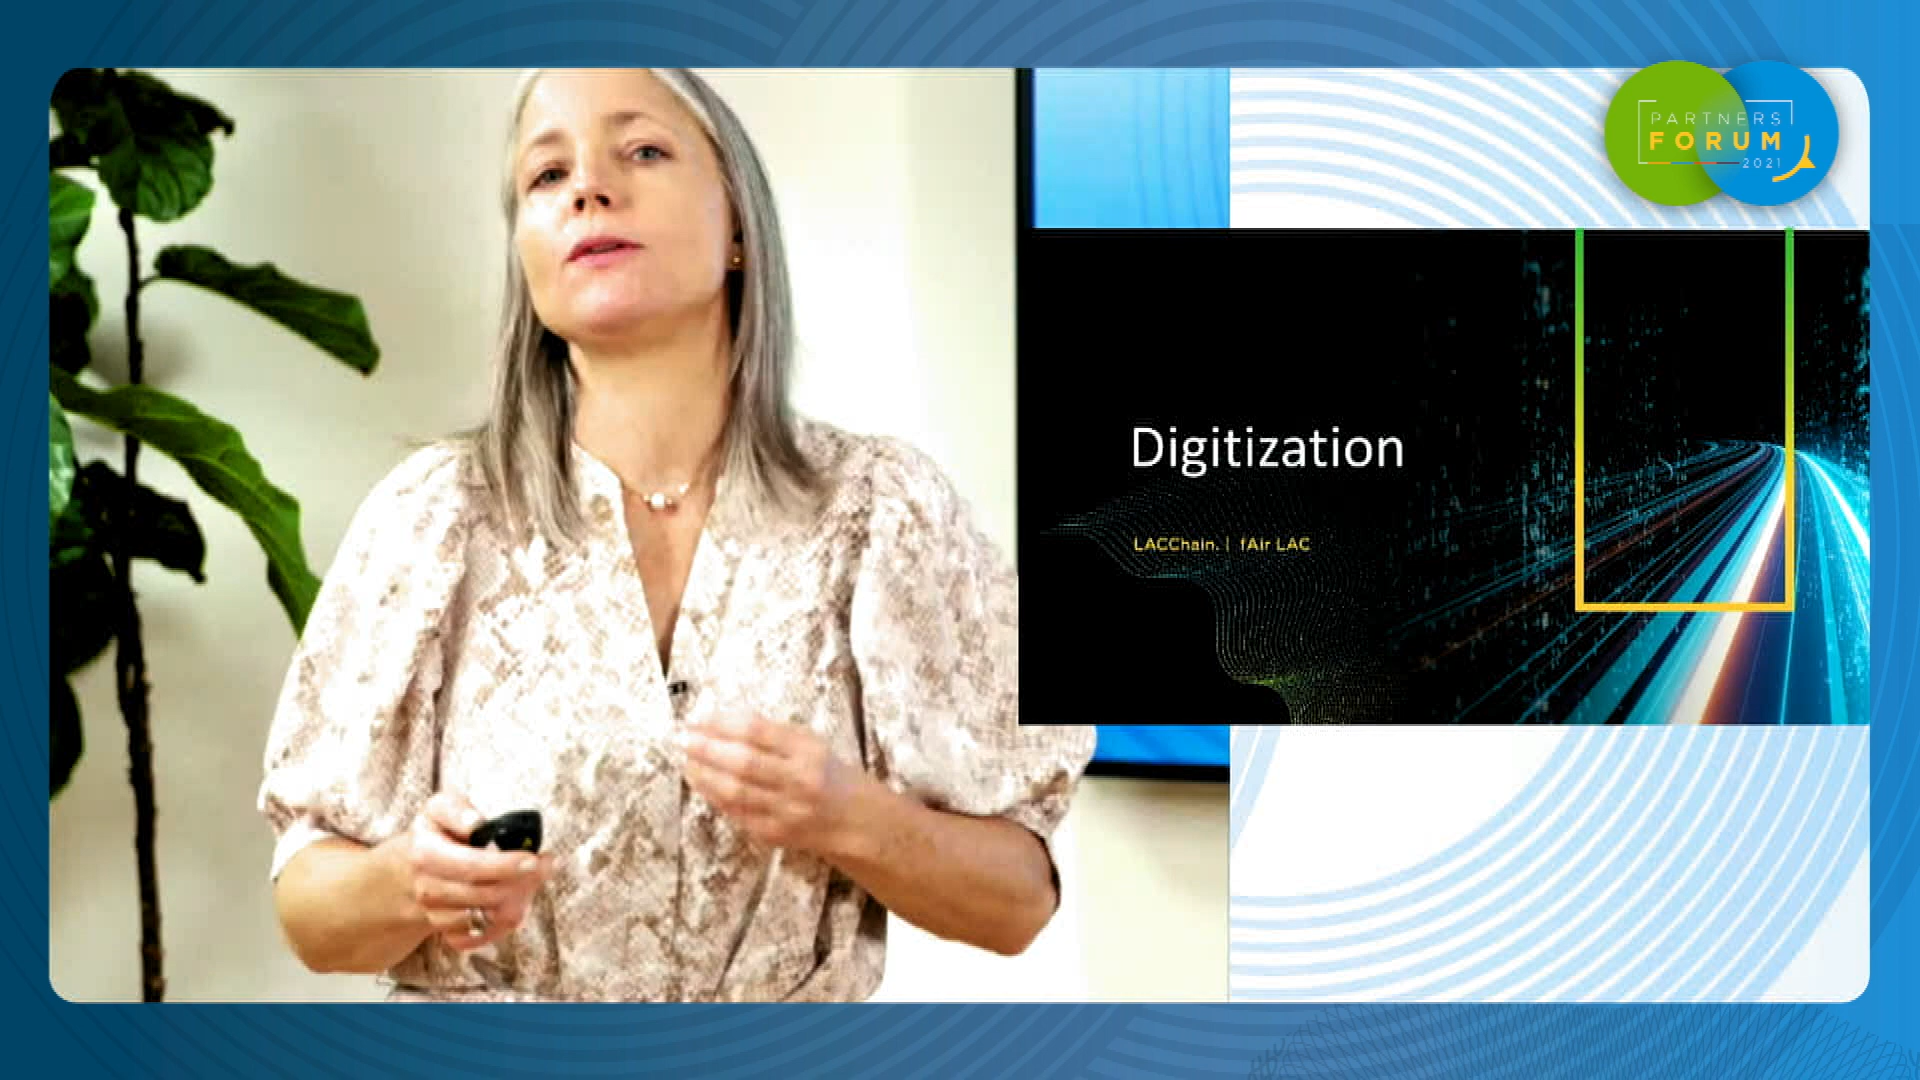 PARTNERS
FORUM
2021
Digitization
LACChain. | fAir LAC